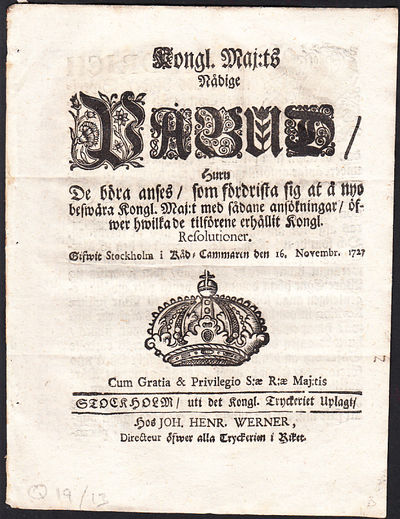 Kongl. Maj:ts
Nådige
PÅBUD/
Huru
De böra anses/ som fördrista sig at å nyo
beswära Kongl. Maj:t med sådane ansökningar/ öf-
wer hwilka de tilförene erhållit Kongl.
Resolutioner.
Gifwit Stockholm i Råd-Cammaren den 16. Novembr. 1727
Cum Gratia & Privilegio S:æ R:æ Maj:tis
STOCKHOLM/ uti det Kongl. Tryckeriet Uplagt/
Hos JOH. HENR. WERNER,
Directeur öfwer alla Tryckerien i Riket.
Q 19/13